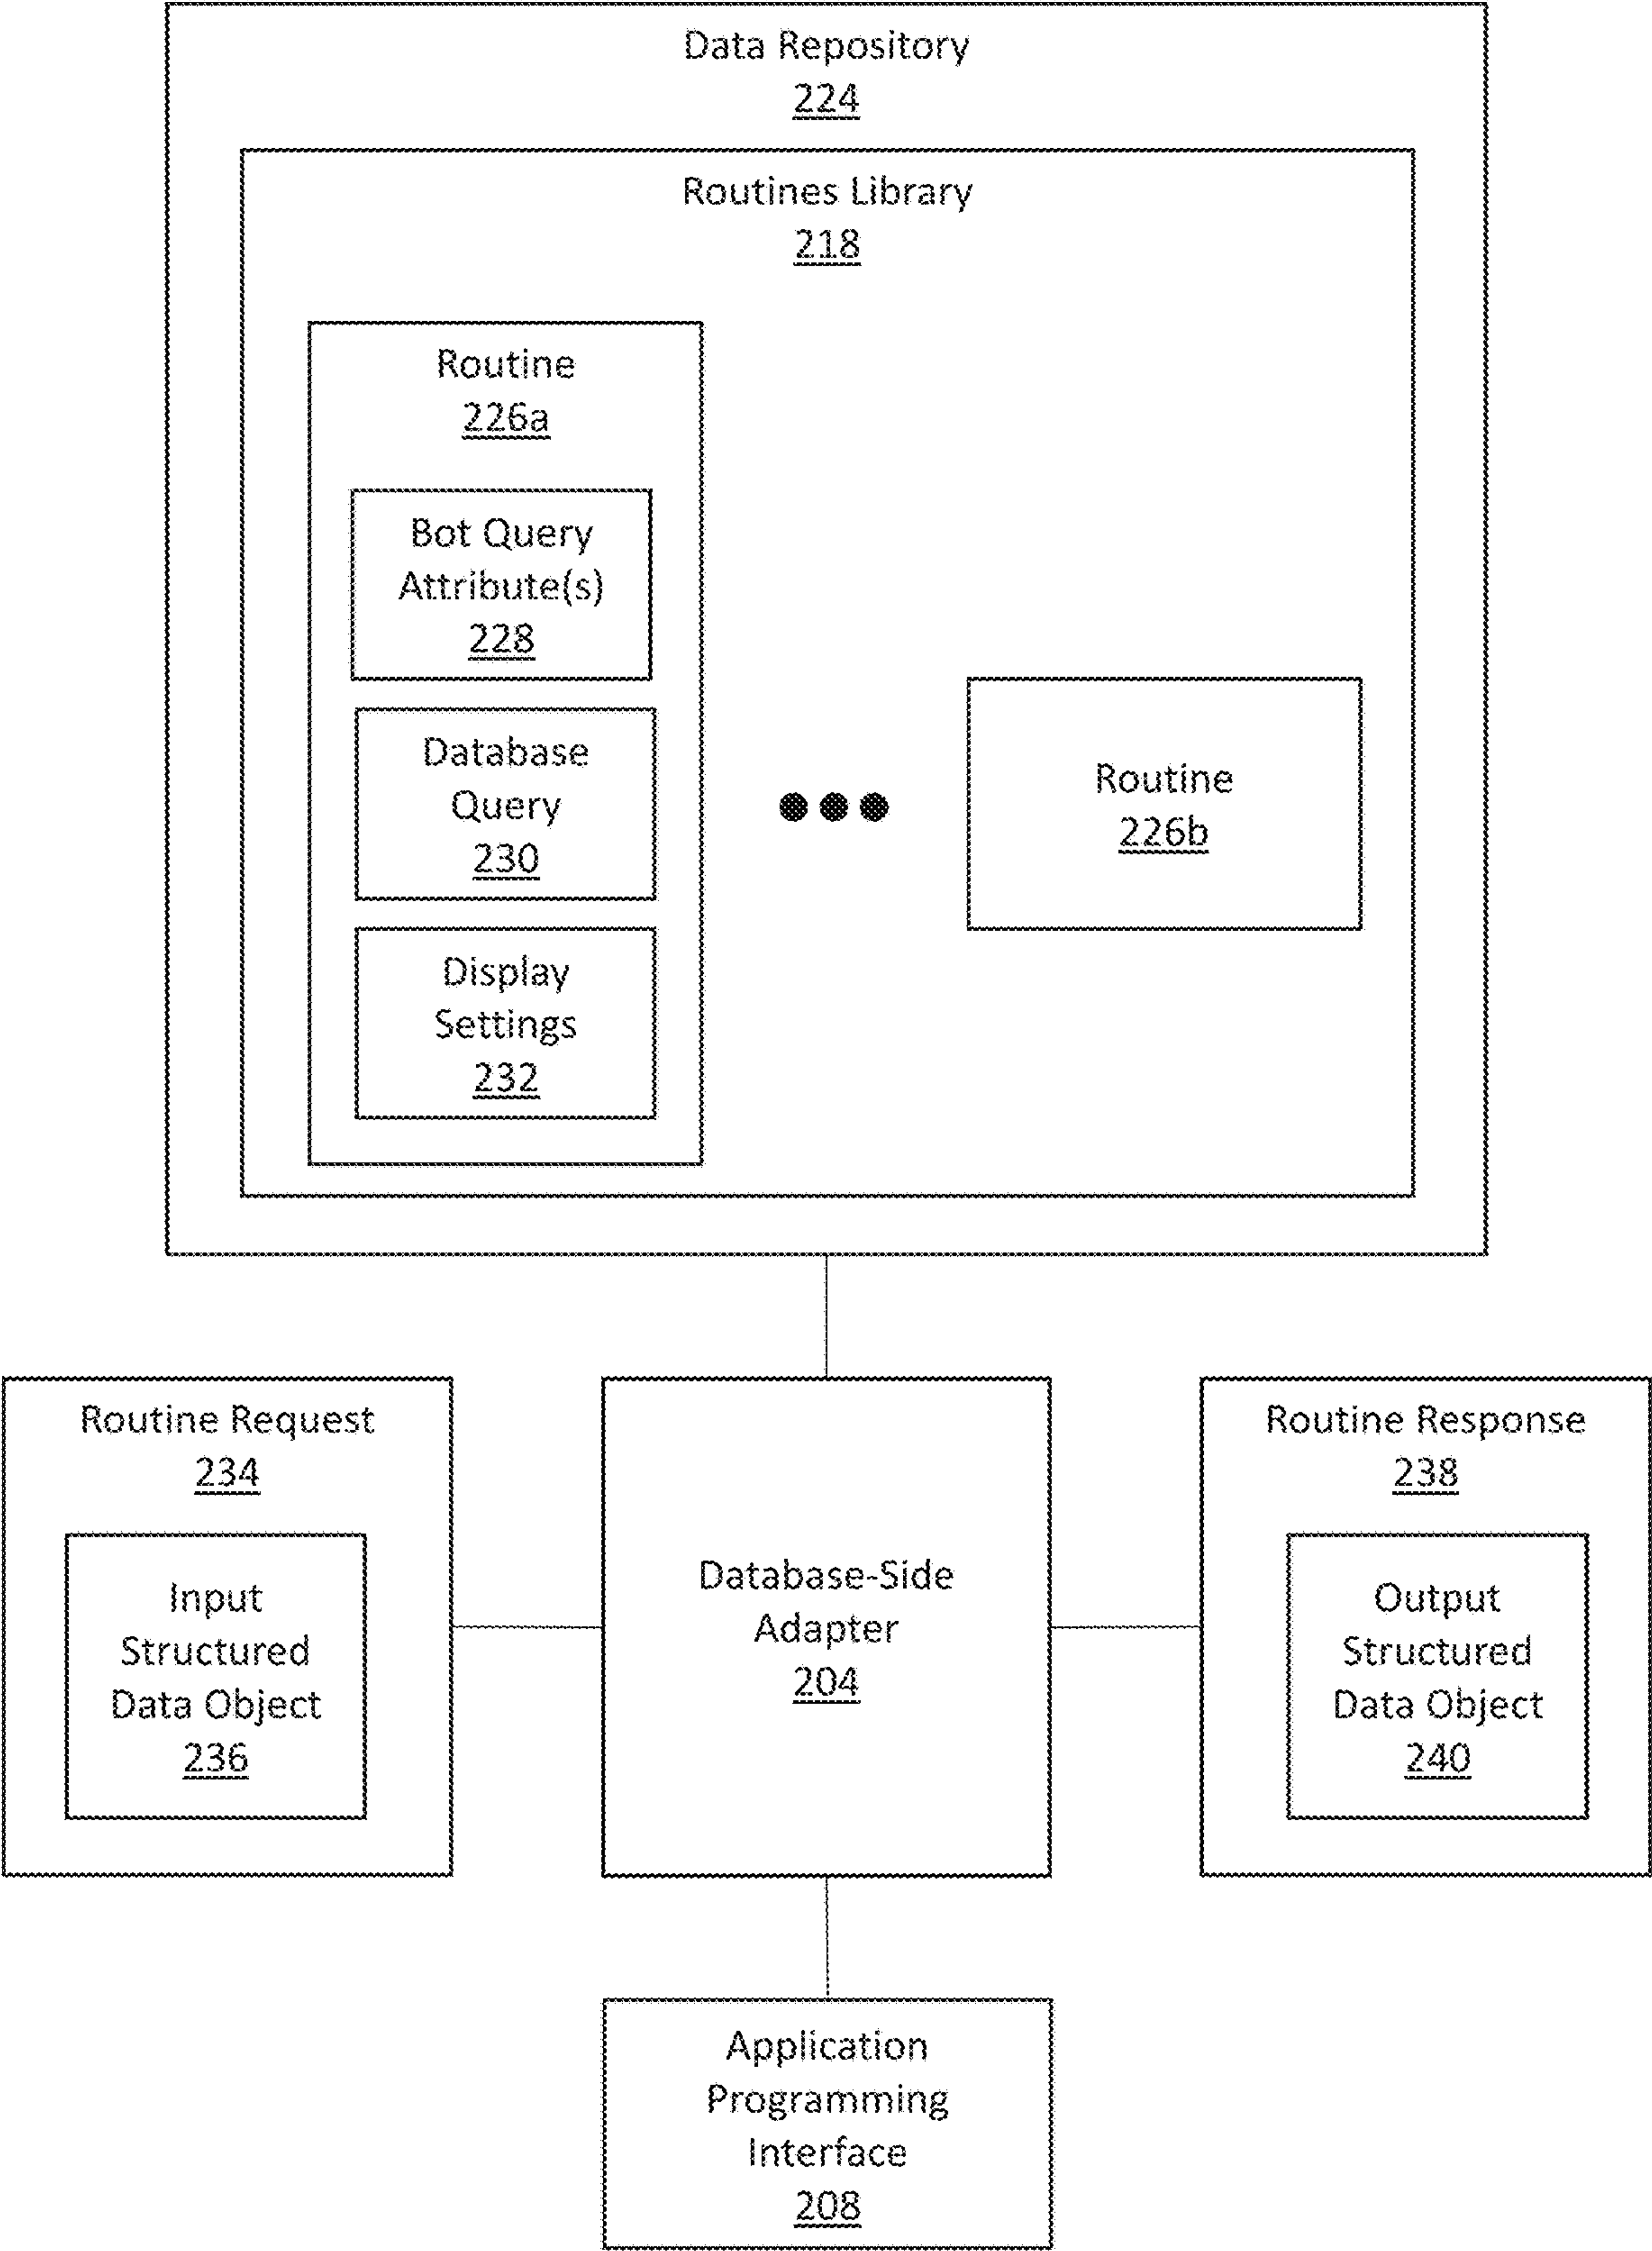 Data Repository
224
Routines Library
218
Routine
226a
Bot Query
Attribute(s)
228
Database
Query
230
Display
Settings
232
Routine
226b
Routine Request
234
Input
Structured
Data Object
236
Database-Side
Adapter
204
Routine Response
238
Output
Structured
Data Object
240
Application
Programming
Interface
208